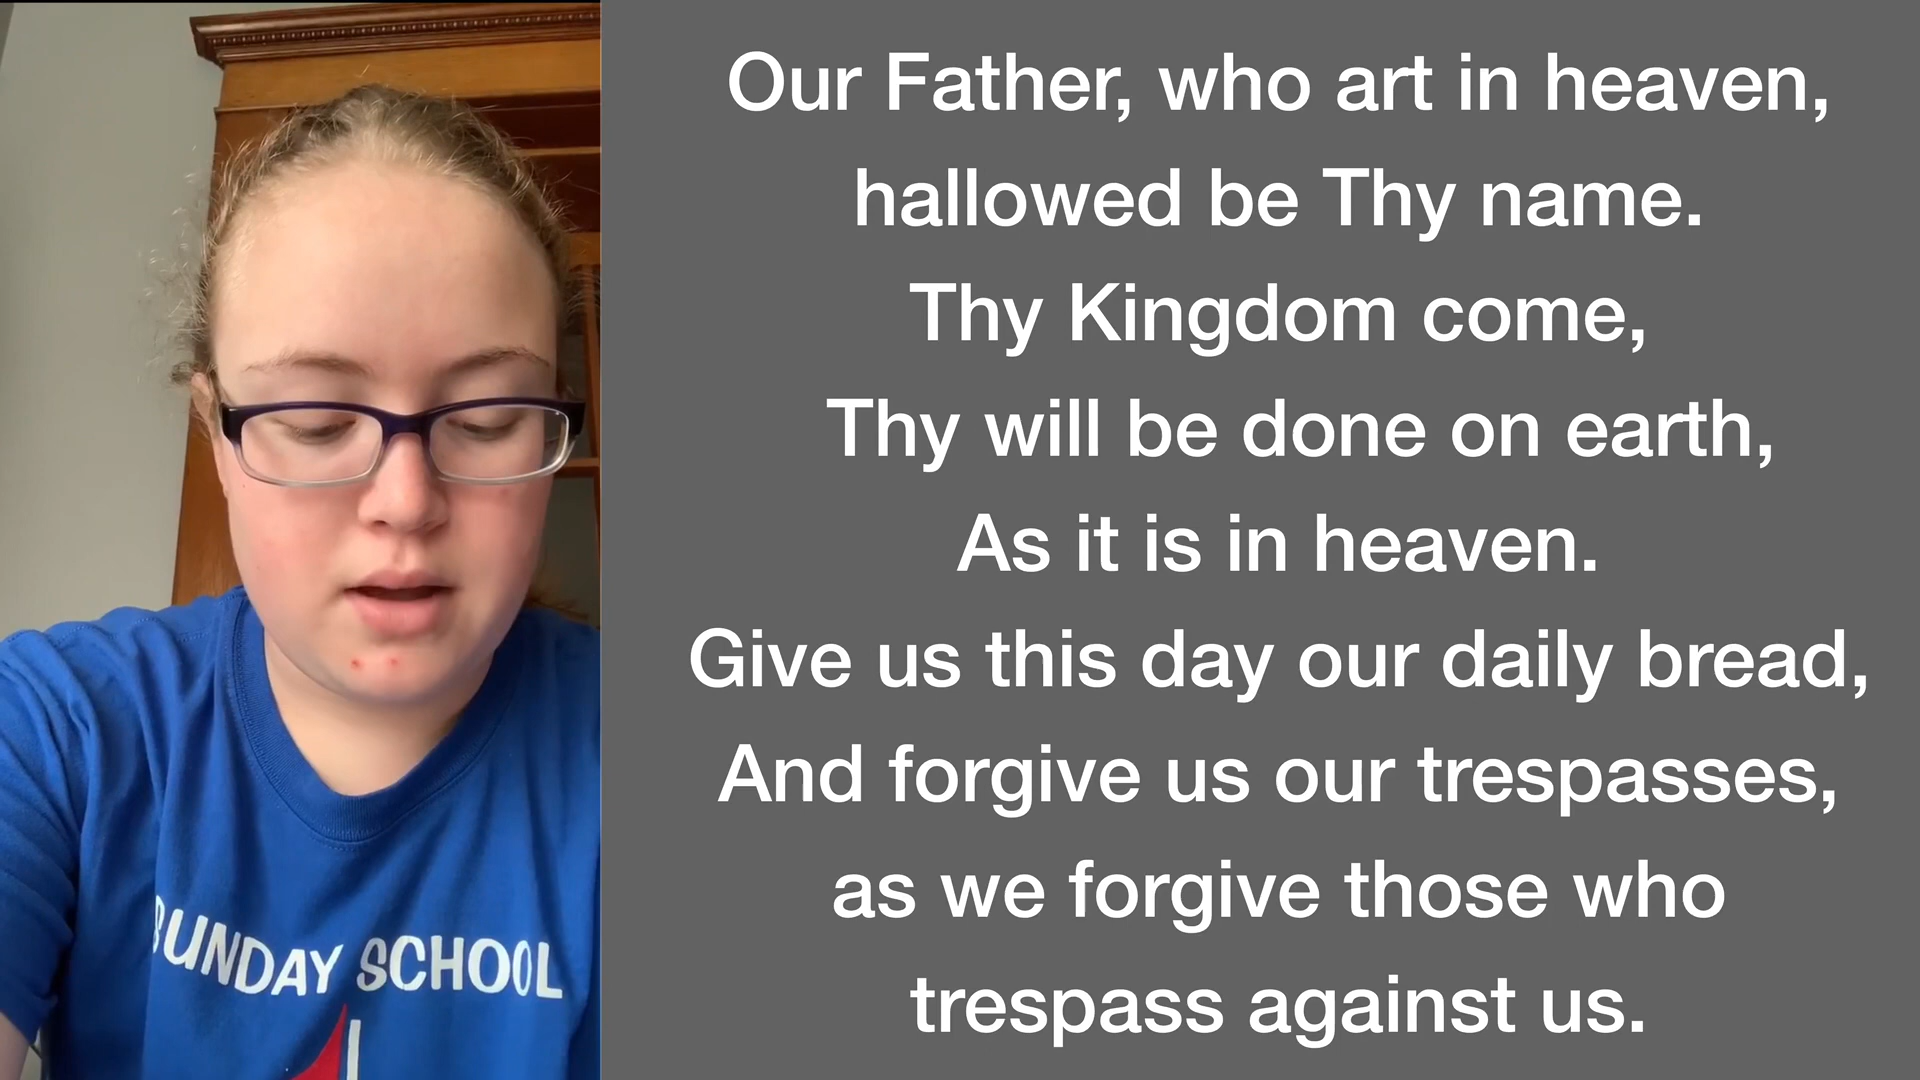 Our Father, who art in heaven,
hallowed be Thy name.
Thy Kingdom come,
Thy will be done on earth,
As it is in heaven.
Give us this day our daily bread,
And forgive us our trespasses,
as we forgive those who
trespass against us.
SUNDAY SCHOOL